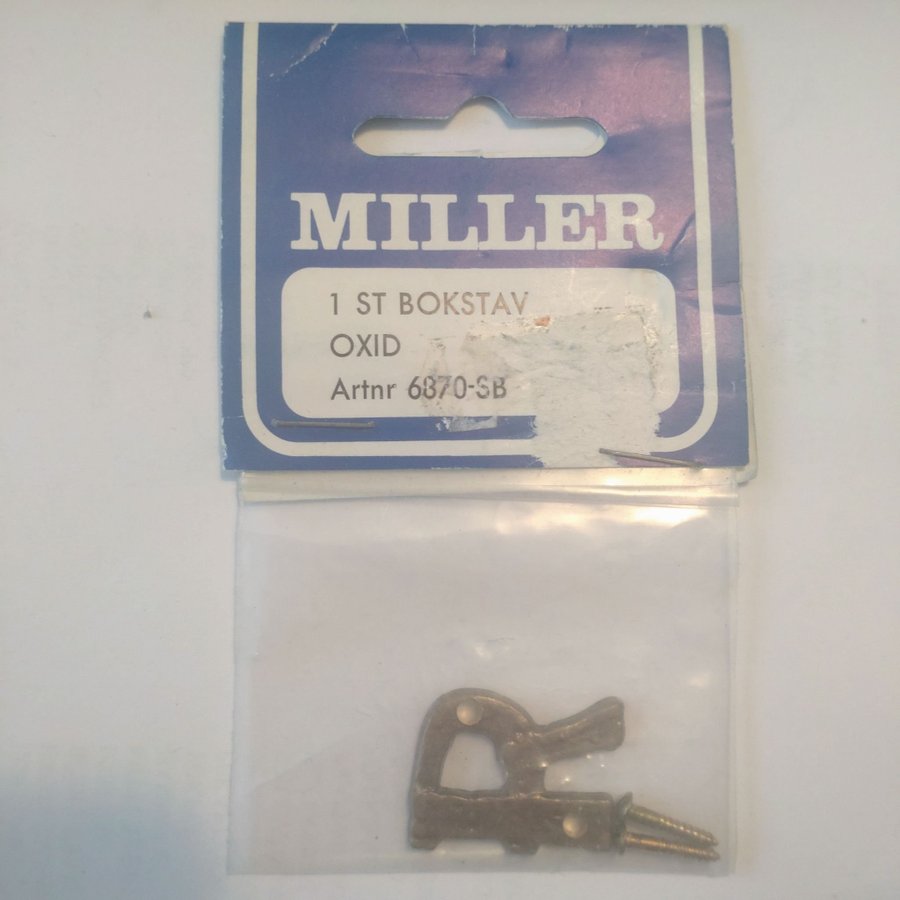 MILLER
1 ST BOKSTAV
OXID
Artnr 6870-SB
R